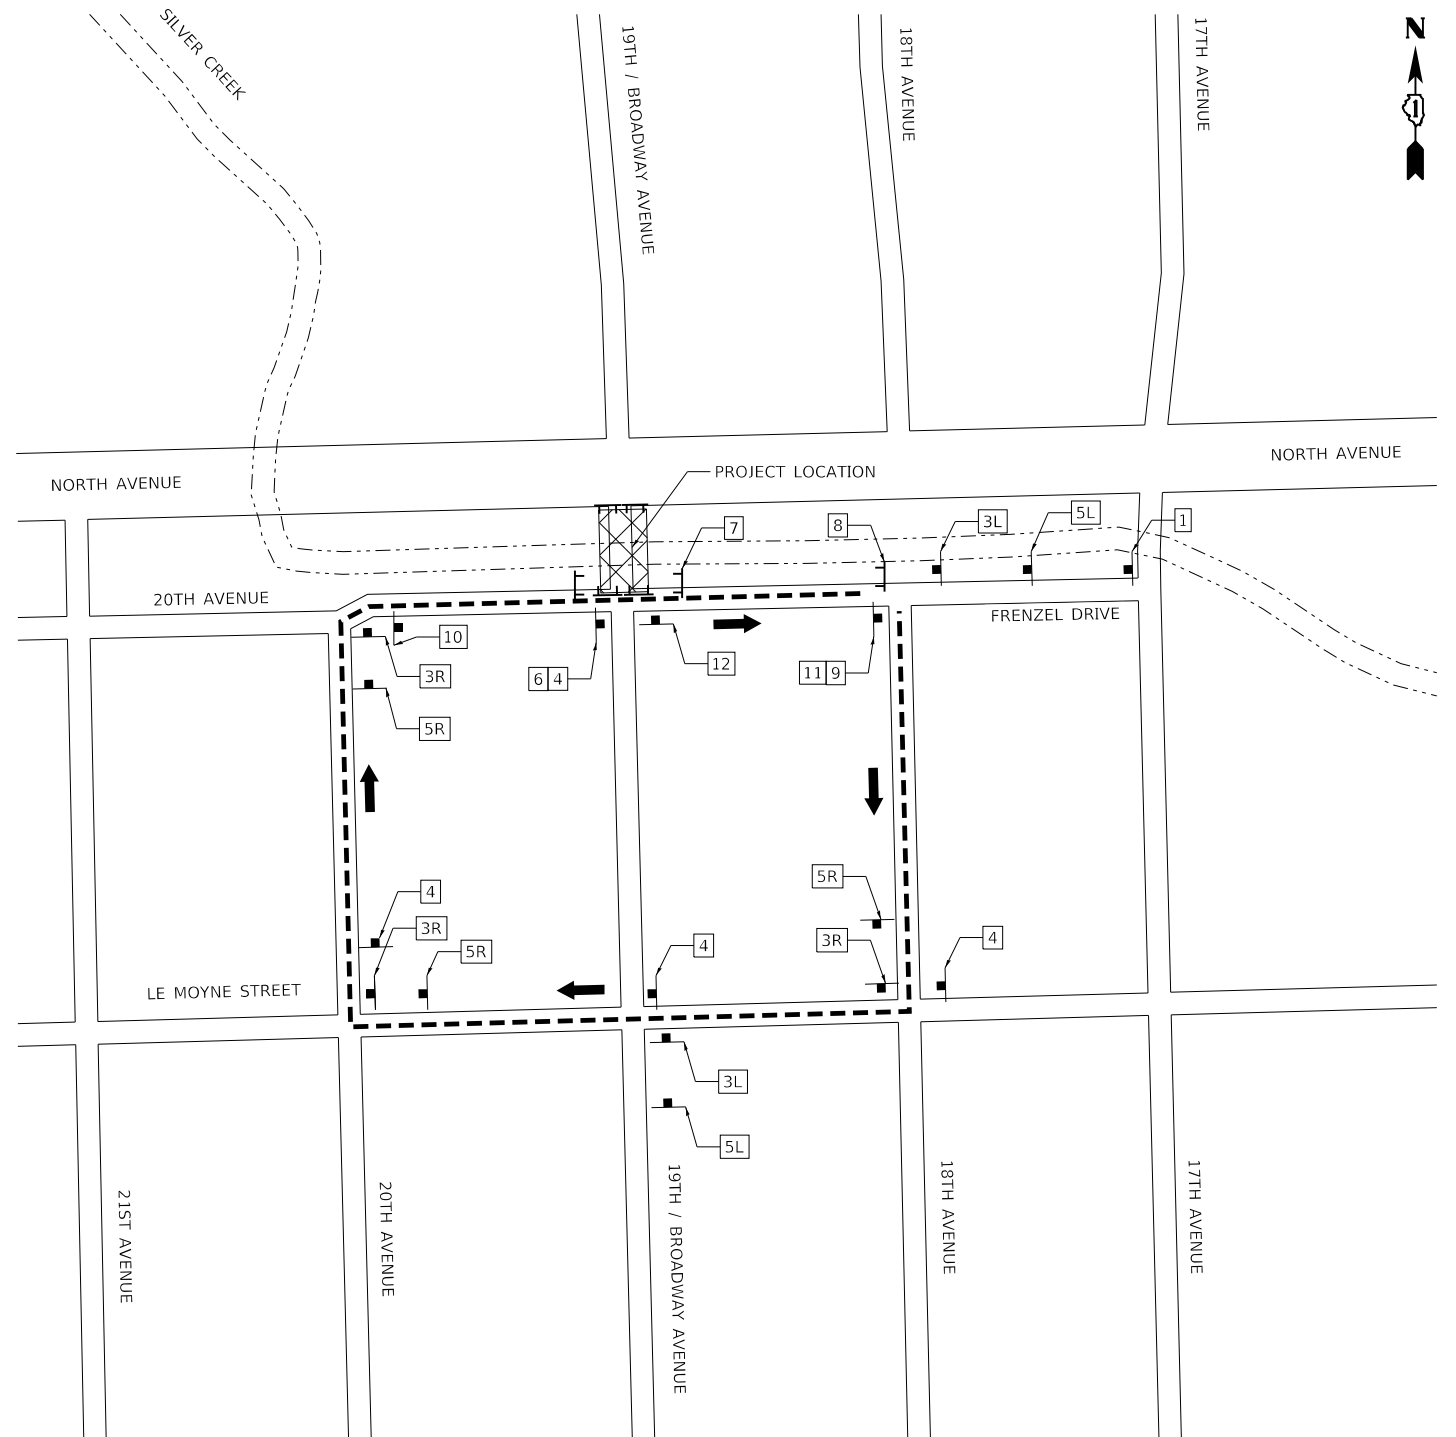 SILVER CREEK
19TH / BROADWAY AVENUE
18TH AVENUE
17TH AVENUE
N
1
NORTH AVENUE
NORTH AVENUE
PROJECT LOCATION
7
8
3L
5L
1
20TH AVENUE
FRENZEL DRIVE
10
3R
6 4
12
11 9
5R
5R
4
3R
5R
4
3R
4
LE MOYNE STREET
3L
5L
21ST AVENUE
20TH AVENUE
19TH / BROADWAY AVENUE
18TH AVENUE
17TH AVENUE